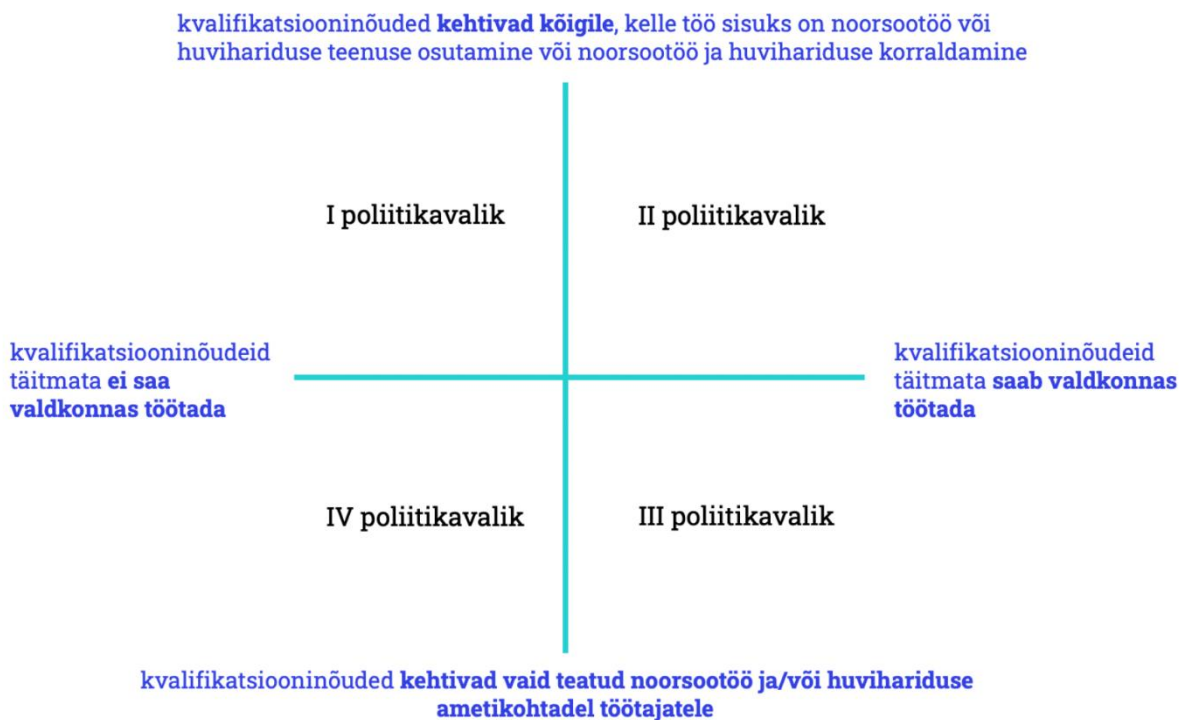 kvalifikatsiooninõuded kehtivad kõigile, kelle töö sisuks on noorsootöö või
huvihariduse teenuse osutamine või noorsootöö ja huvihariduse korraldamine
I poliitikavalik
II poliitikavalik
kvalifikatsiooninõudeid
täitmata ei saa
valdkonnas töötada
kvalifikatsiooninõudeid
täitmata saab valdkonnas
töötada
IV poliitikavalik
III poliitikavalik
kvalifikatsiooninõuded kehtivad vaid teatud noorsootöö ja/või huvihariduse
ametikohtadel töötajatele